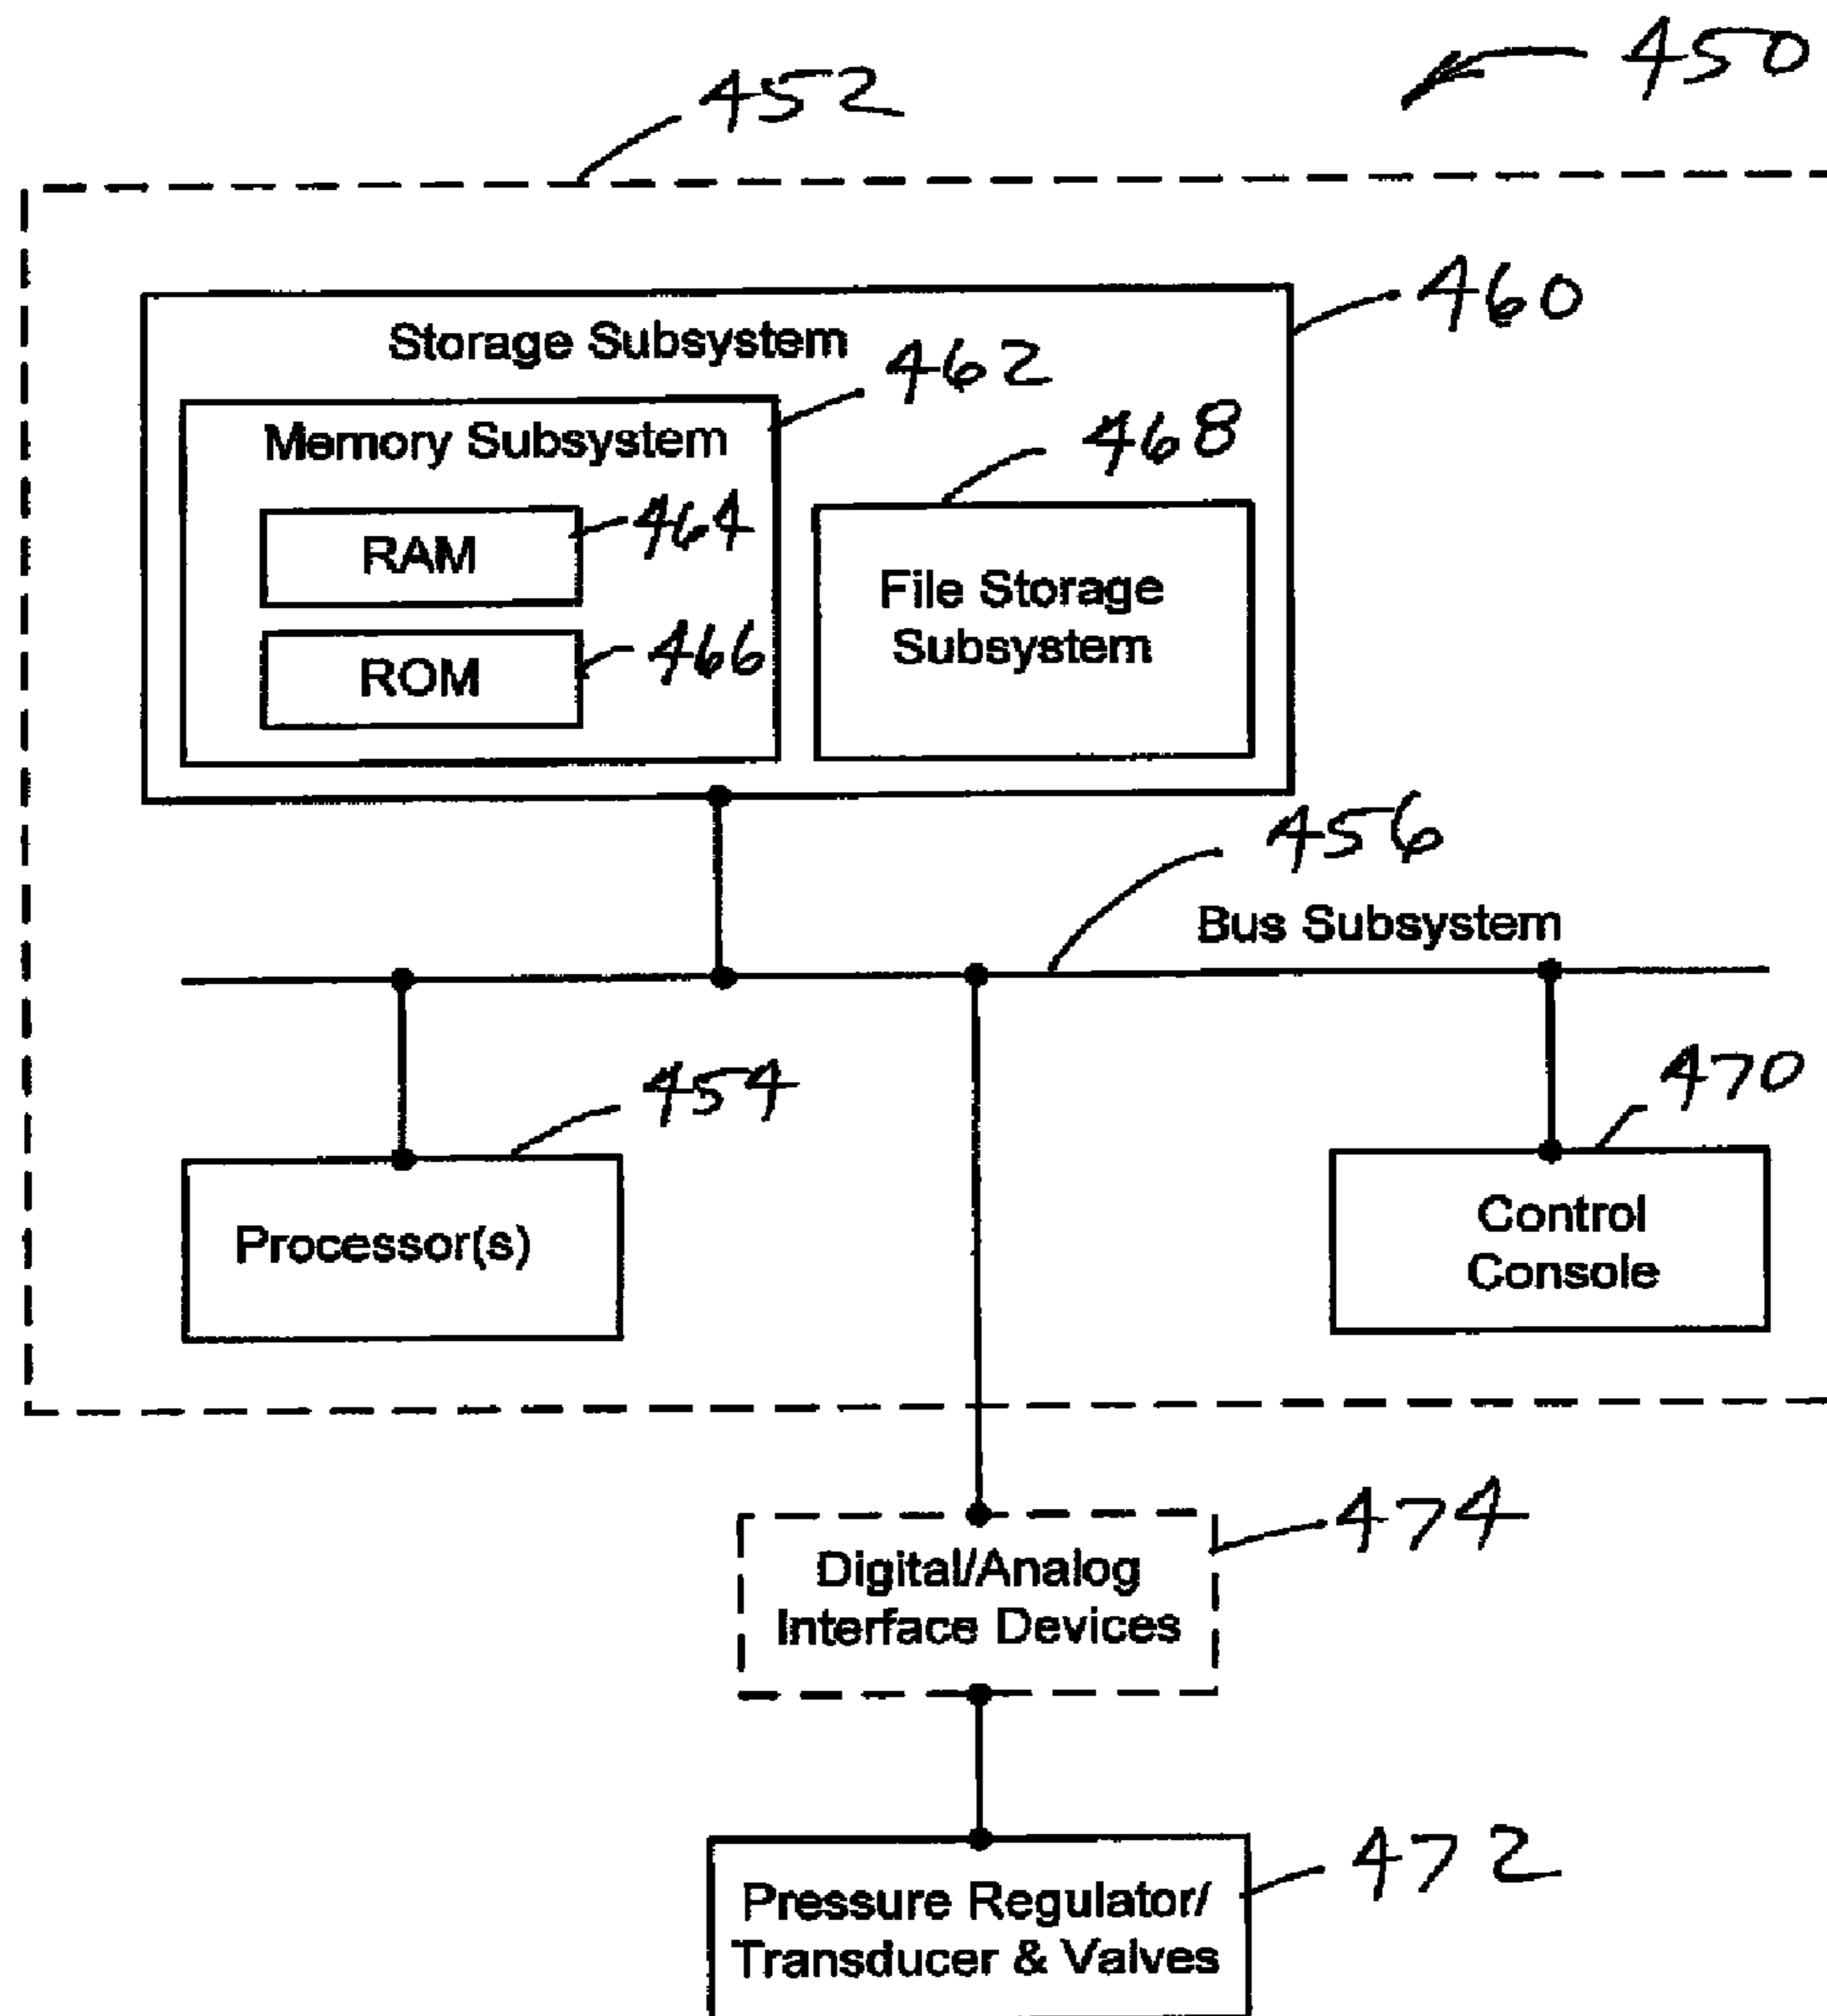 450
452
460
Storage Subsystem
462
Memory Subsystem
468
464
RAM
File Storage
Subsystem
466
ROM
456
Bus Subsystem
454
470
Processor(s)
Control
Console
474
Digital/Analog
Interface Devices
472
Pressure Regulator/
Transducer & Valves